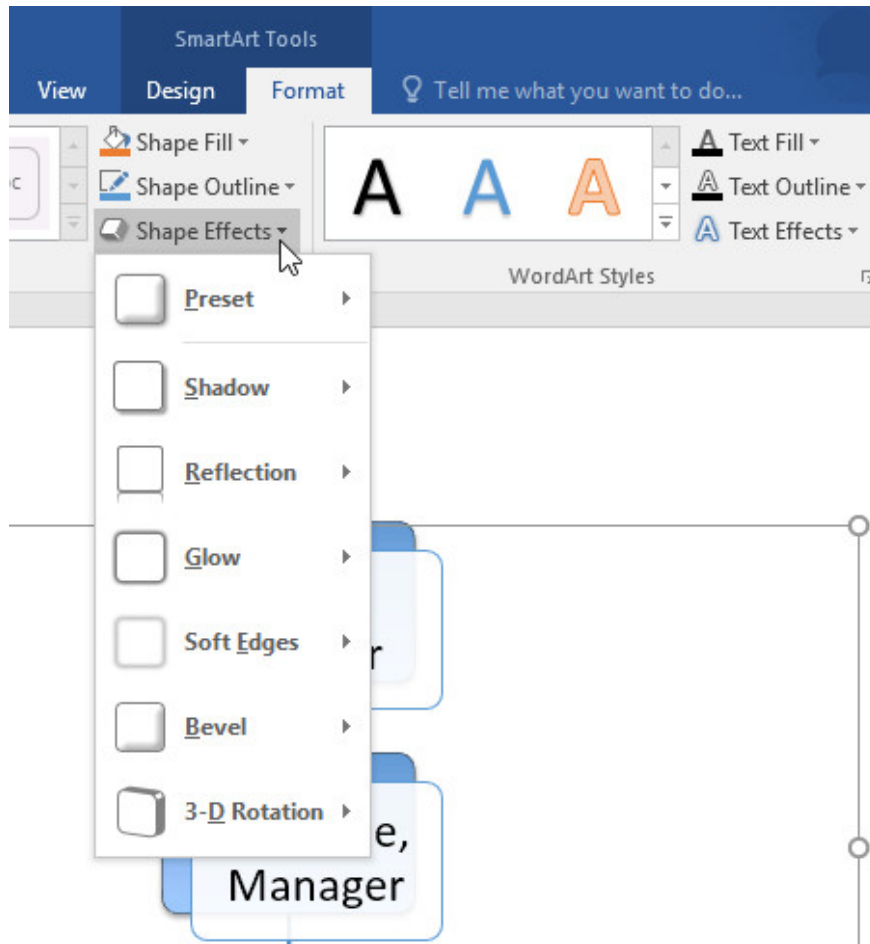 SmartArt Tools
View Design Format Tell me what you want to do...
Shape Fill
Shape Outline
Shape Effects
A A A
A Text Fill
A Text Outline
A Text Effects
WordArt Styles
Preset
Shadow
Reflection
Glow
Soft Edges
Bevel
3-D Rotation
r
e,
Manager